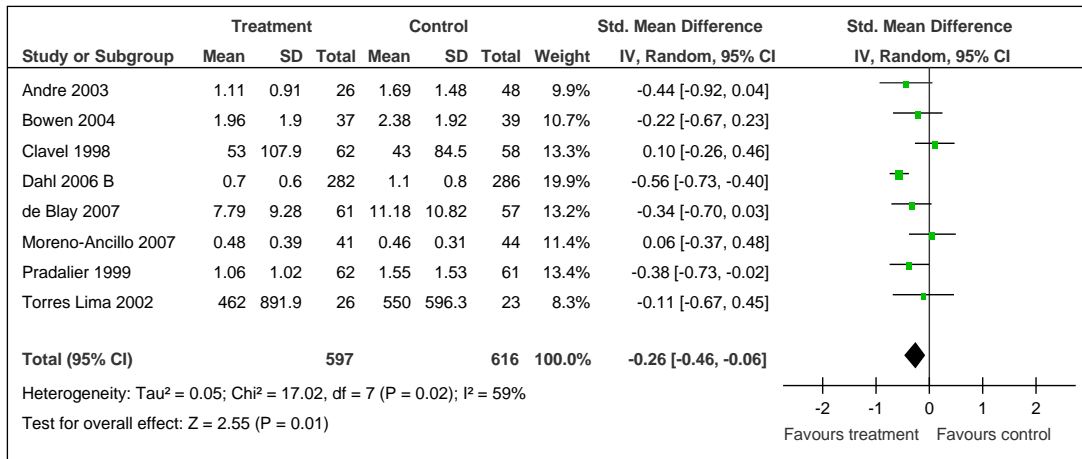 Treatment Control Std. Mean Difference Std. Mean Difference
Study or Subgroup Mean SD Total Mean SD Total Weight IV, Random, 95% CI IV, Random, 95% CI
Andre 2003 1.11 0.91 26 1.69 1.48 48 9.9% -0.44 [-0.92, 0.04]
Bowen 2004 1.96 1.9 37 2.38 1.92 39 10.7% -0.22 [-0.67, 0.23]
Clavel 1998 53 107.9 62 43 84.5 58 13.3% 0.10 [-0.26, 0.46]
Dahl 2006 B 0.7 0.6 282 1.1 0.8 286 19.9% -0.56 [-0.73, -0.40]
de Blay 2007 7.79 9.28 61 11.18 10.82 57 13.2% -0.34 [-0.70, 0.03]
Moreno-Ancillo 2007 0.48 0.39 41 0.46 0.31 44 11.4% 0.06 [-0.37, 0.48]
Pradalier 1999 1.06 1.02 62 1.55 1.53 61 13.4% -0.38 [-0.73, -0.02]
Torres Lima 2002 462 891.9 26 550 596.3 23 8.3% -0.11 [-0.67, 0.45]
Total (95% CI) 597 616 100.0% -0.26 [-0.46, -0.06]
Heterogeneity: Tau² = 0.05; Chi² = 17.02, df = 7 (P = 0.02); I² = 59%
Test for overall effect: Z = 2.55 (P = 0.01)
-2 -1 0 1 2
Favours treatment Favours control